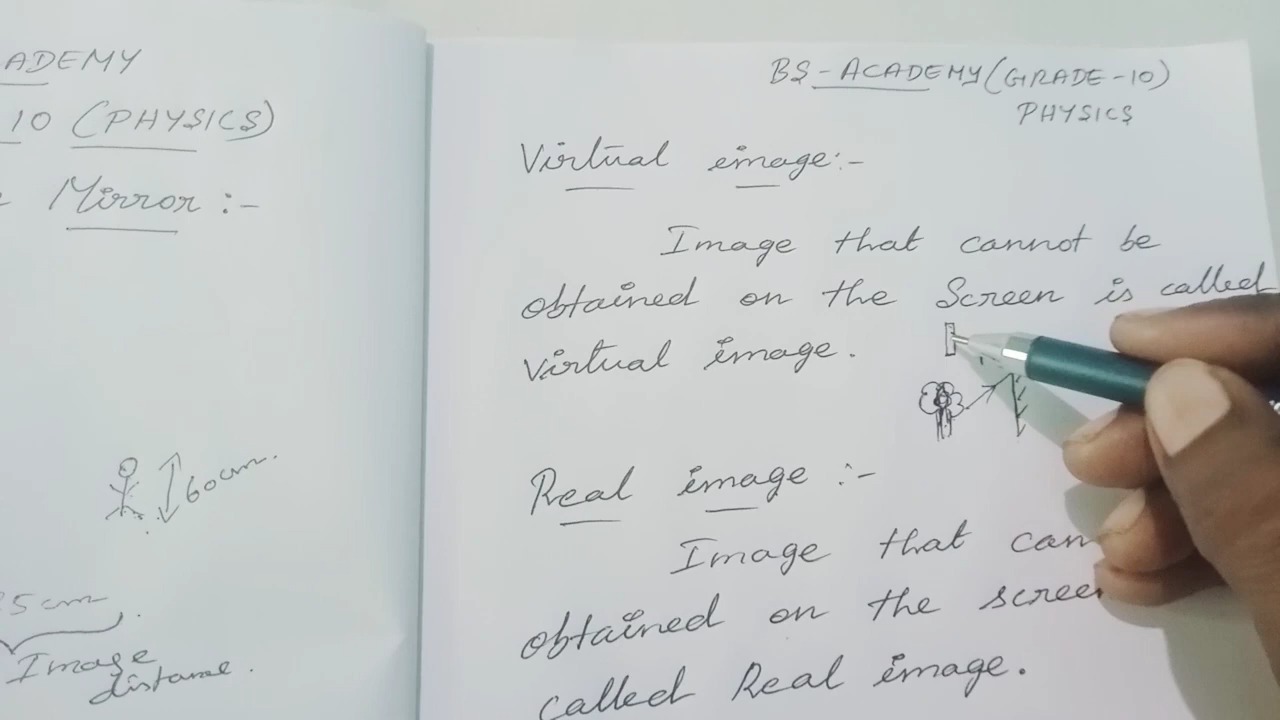 ADEMY
10 (PHYSICS)
Mirror :-
60cm.
5cm
Image
distance.
BS-ACADEMY (GRADE-10)
PHYSICS
Virtual image:-
Image that cannot be
obtained on the Screen is called
virtual image.
Real image :-
Image that can
obtained on the screen
called Real image.